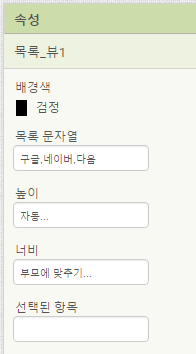 속성
목록_뷰1
배경색
검정
목록 문자열
구글,네이버,다음
높이
자동...
너비
부모에 맞추기...
선택된 항목